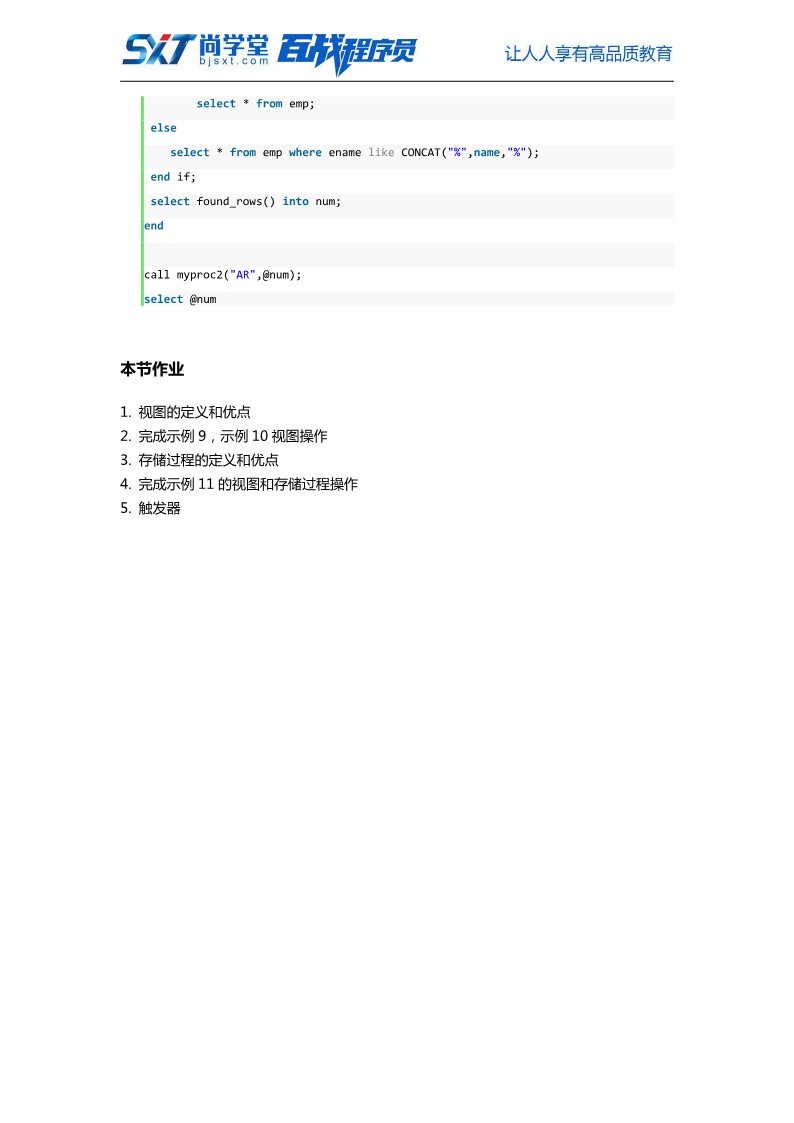 SXT 尚学堂 bjsxt.com 百战程序员 让人人享有高品质教育
select * from emp;
else
select * from emp where ename like CONCAT("%",name,"%");
end if;
select found_rows() into num;
end
call myproc2("AR",@num);
select @num
本节作业
1. 视图的定义和优点
2. 完成示例 9，示例 10 视图操作
3. 存储过程的定义和优点
4. 完成示例 11 的视图和存储过程操作
5. 触发器